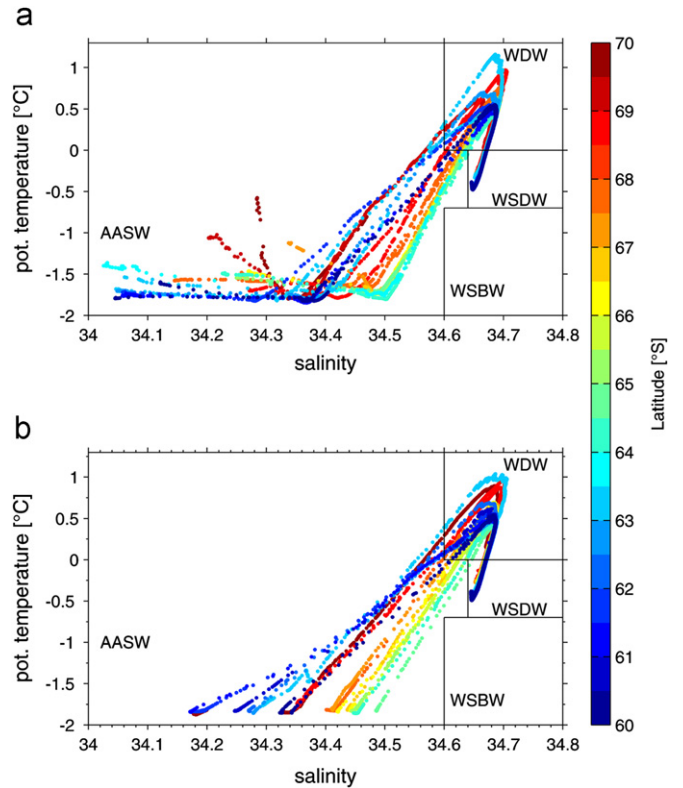 a
pot. temperature [°C]
1
0.5
0
-0.5
-1
-1.5
-2
WDW
WSDW
WSBW
AASW
34 34.1 34.2 34.3 34.4 34.5 34.6 34.7 34.8
salinity
b
pot. temperature [°C]
1
0.5
0
-0.5
-1
-1.5
-2
WDW
WSDW
WSBW
AASW
34 34.1 34.2 34.3 34.4 34.5 34.6 34.7 34.8
salinity
70
69
68
67
66
65
64
63
62
61
60
Latitude [°S]